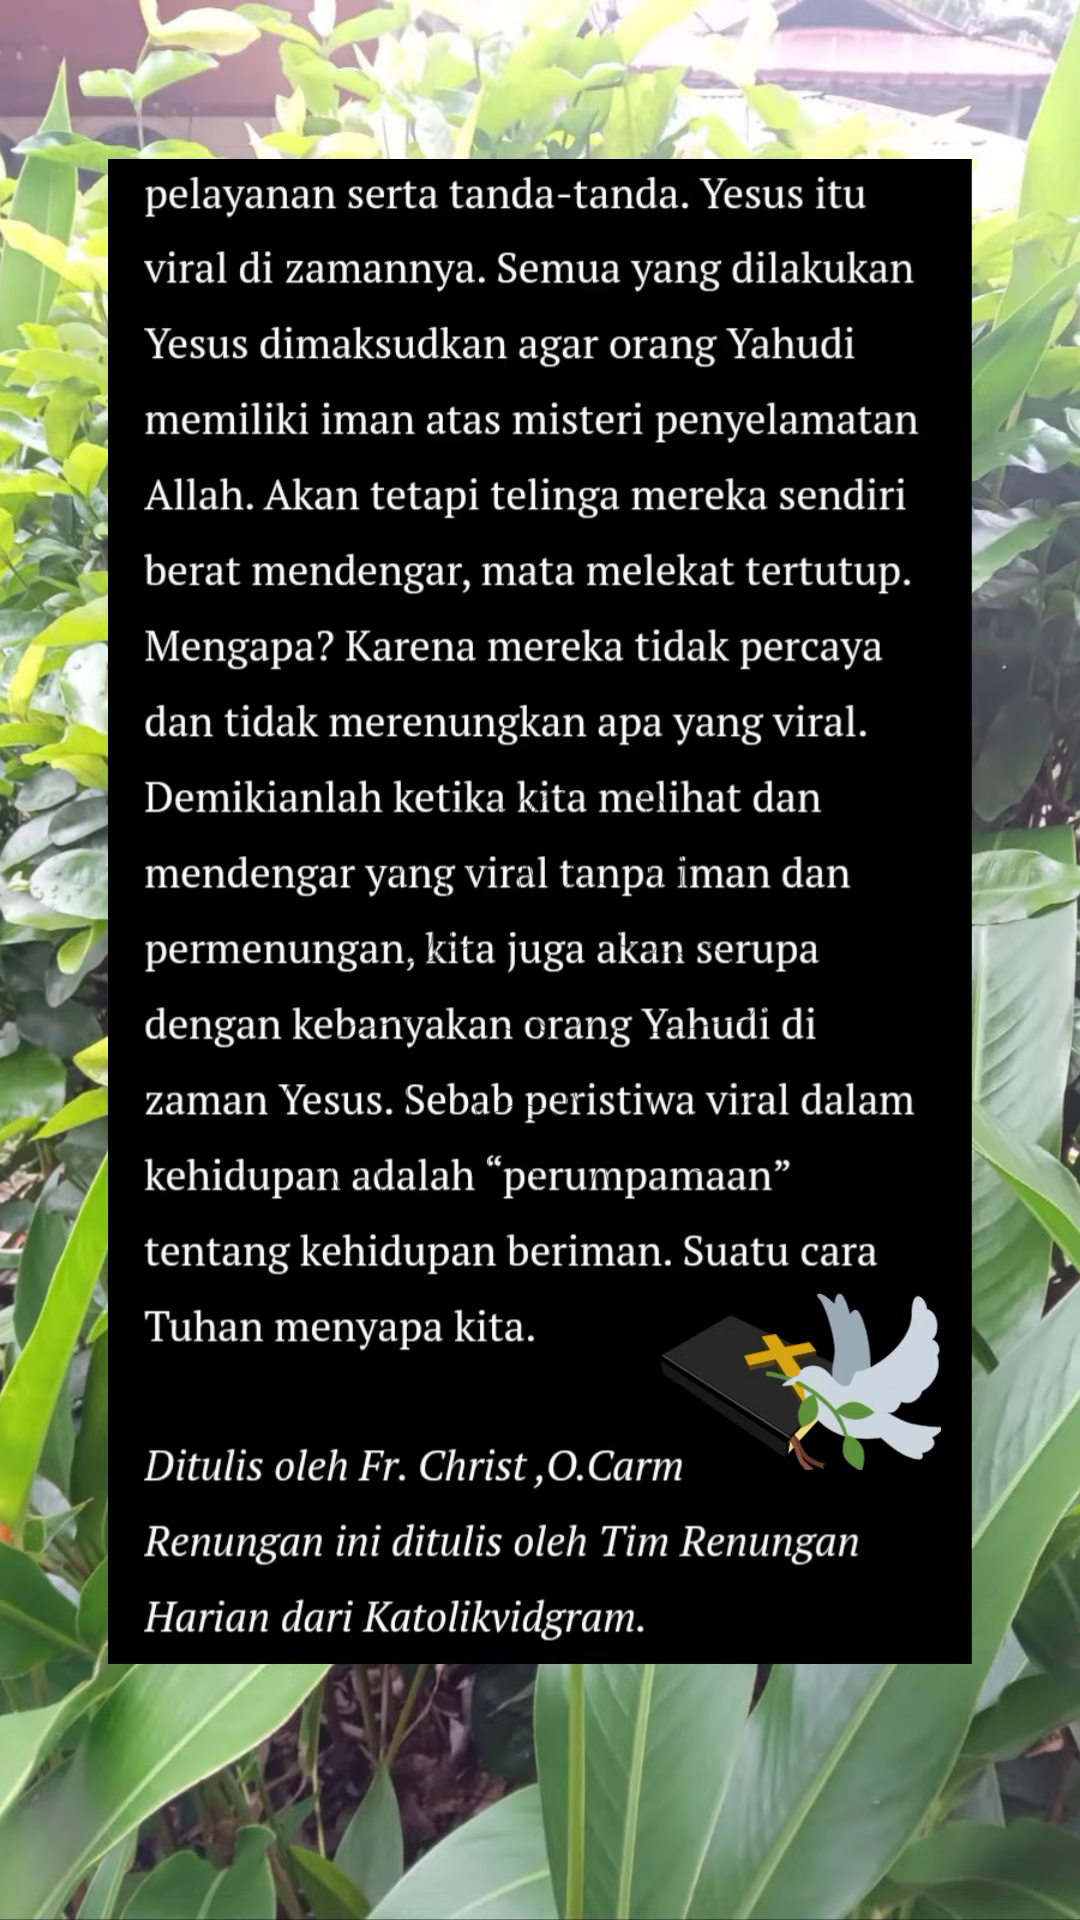 pelayanan serta tanda-tanda. Yesus itu
viral di zamannya. Semua yang dilakukan
Yesus dimaksudkan agar orang Yahudi
memiliki iman atas misteri penyelamatan
Allah. Akan tetapi telinga mereka sendiri
berat mendengar, mata melekat tertutup.
Mengapa? Karena mereka tidak percaya
dan tidak merenungkan apa yang viral.
Demikianlah ketika kita melihat dan
mendengar yang viral tanpa iman dan
permenungan, kita juga akan serupa
dengan kebanyakan orang Yahudi di
zaman Yesus. Sebab peristiwa viral dalam
kehidupan adalah “perumpamaan”
tentang kehidupan beriman. Suatu cara
Tuhan menyapa kita.
Ditulis oleh Fr. Christ ,O.Carm
Renungan ini ditulis oleh Tim Renungan
Harian dari Katolikvidgram.